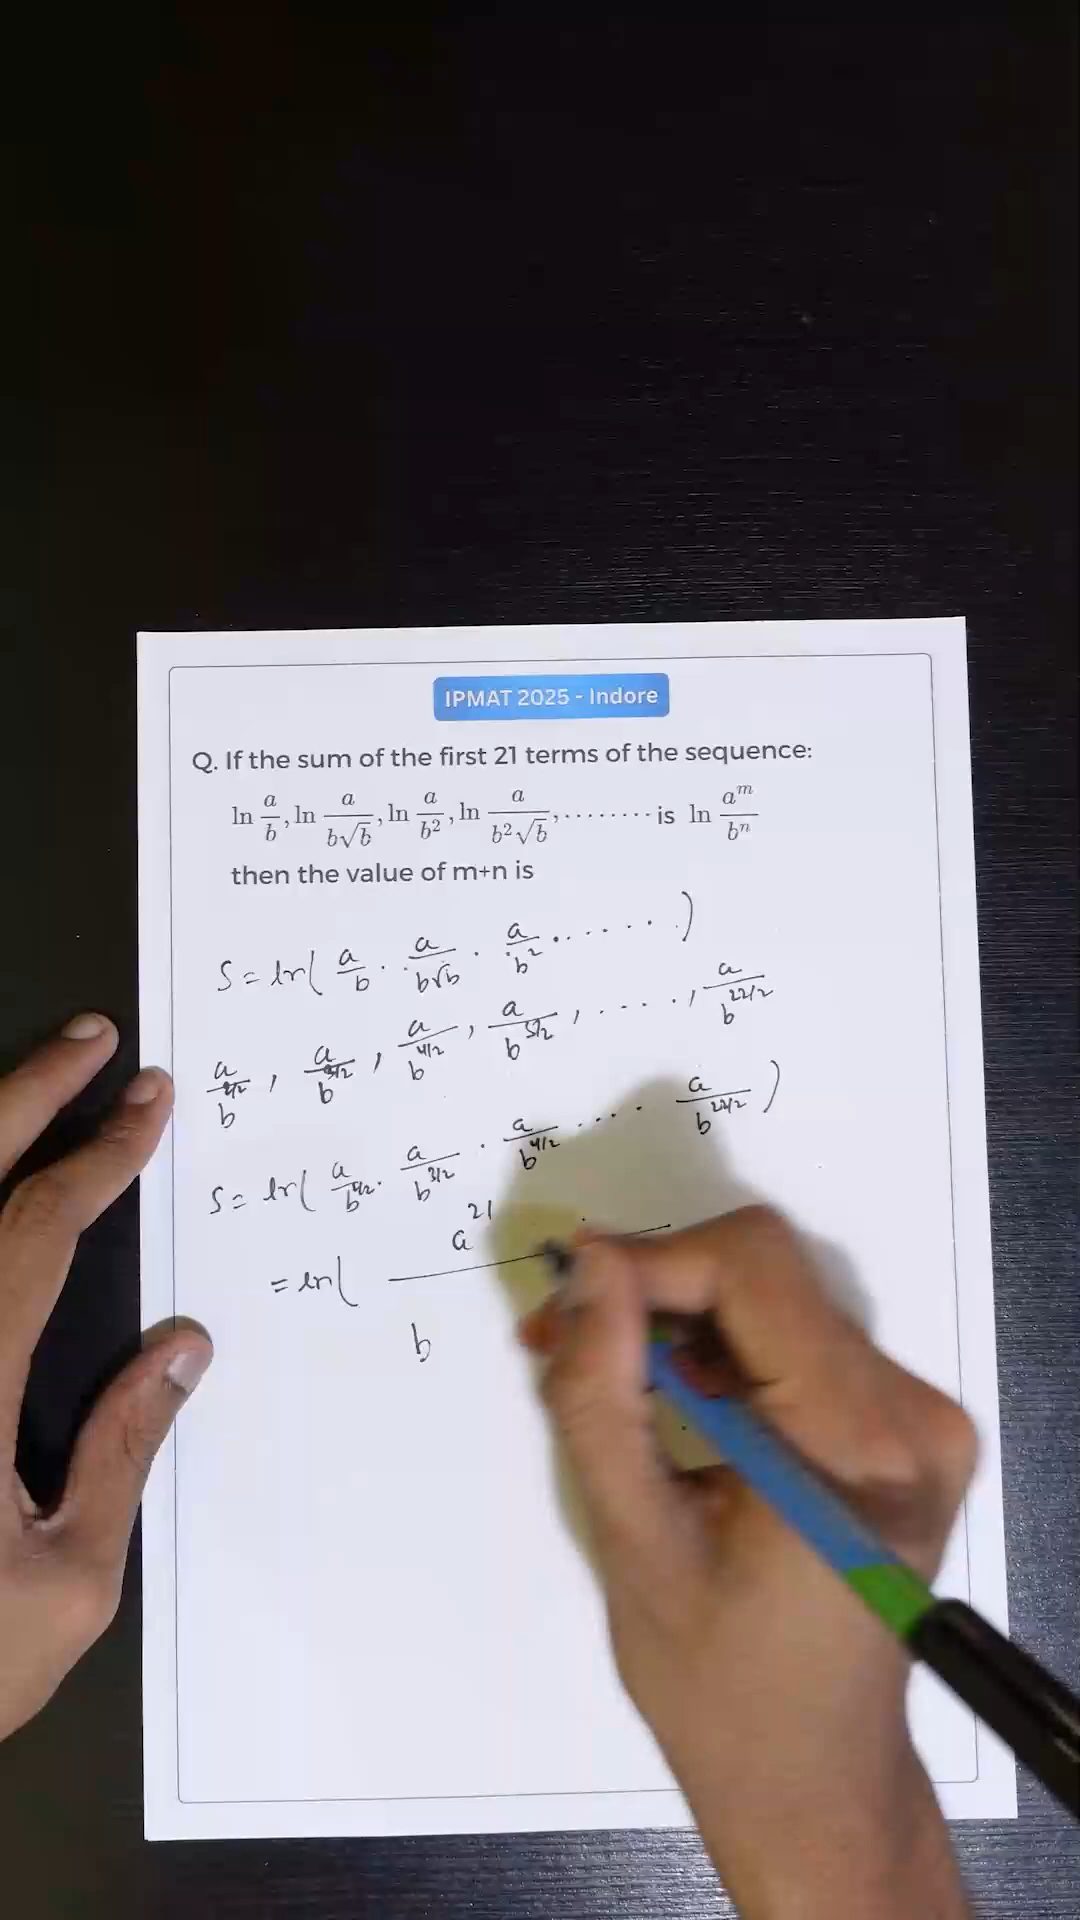 IPMAT 2025 - Indore
Q. If the sum of the first 21 terms of the sequence:
ln a/b, ln a/(b√b), ln a/b², ln a/(b²√b), ········ is ln aᵐ/bⁿ
then the value of m+n is
S = ln( a/b · a/(b√b) · a/b² ······ )
a/b^(2/2) , a/b^(3/2) , a/b^(4/2) , a/b^(5/2) , ····· , a/b^(22/2)
S = ln( a/b^(2/2) · a/b^(3/2) · a/b^(4/2) ···· a/b^(22/2) )
= ln( a^21 / b